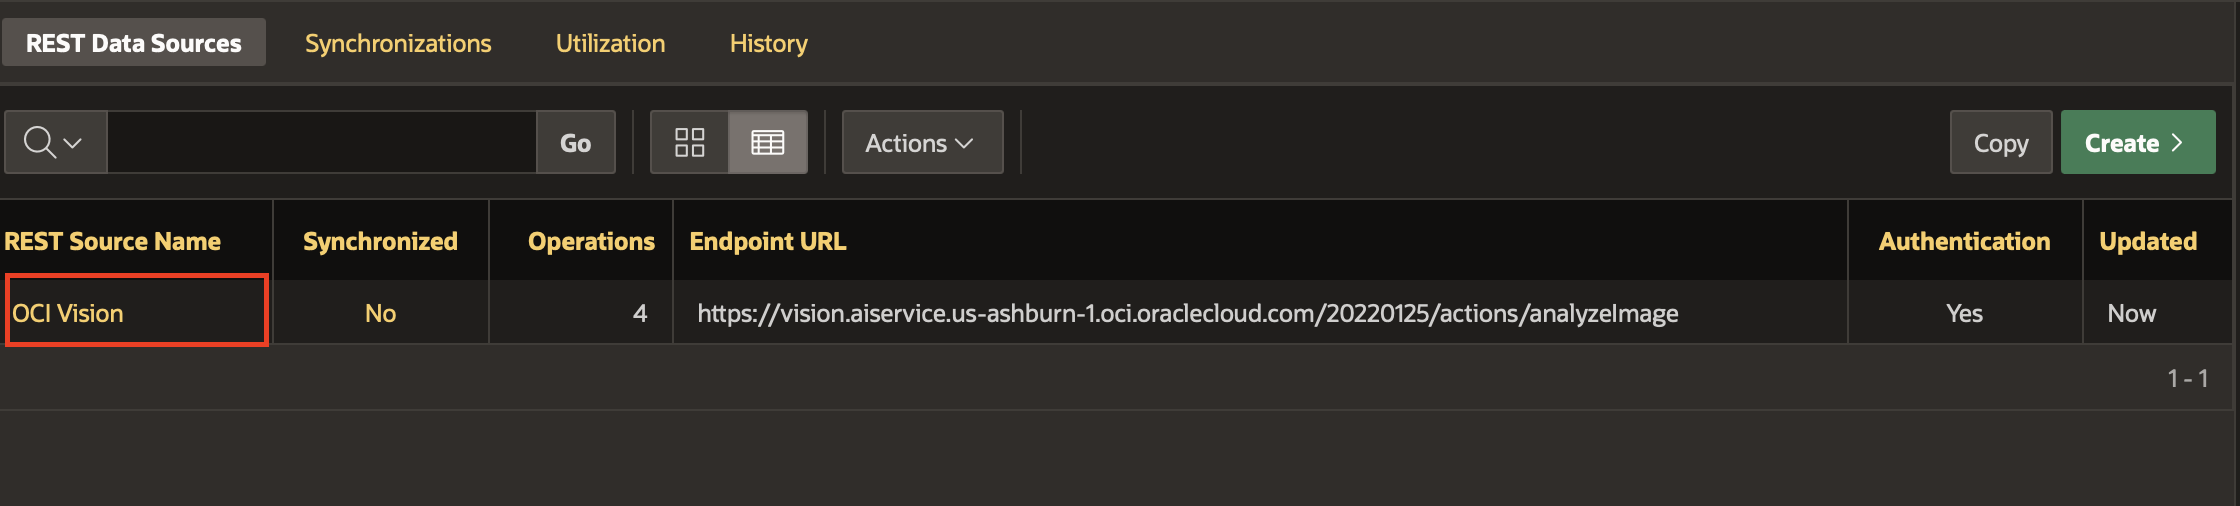 REST Data Sources Synchronizations Utilization History
Go Actions Copy Create
REST Source Name Synchronized Operations Endpoint URL Authentication Updated
OCI Vision No 4 https://vision.aiservice.us-ashburn-1.oci.oraclecloud.com/20220125/actions/analyzeImage Yes Now
1 - 1